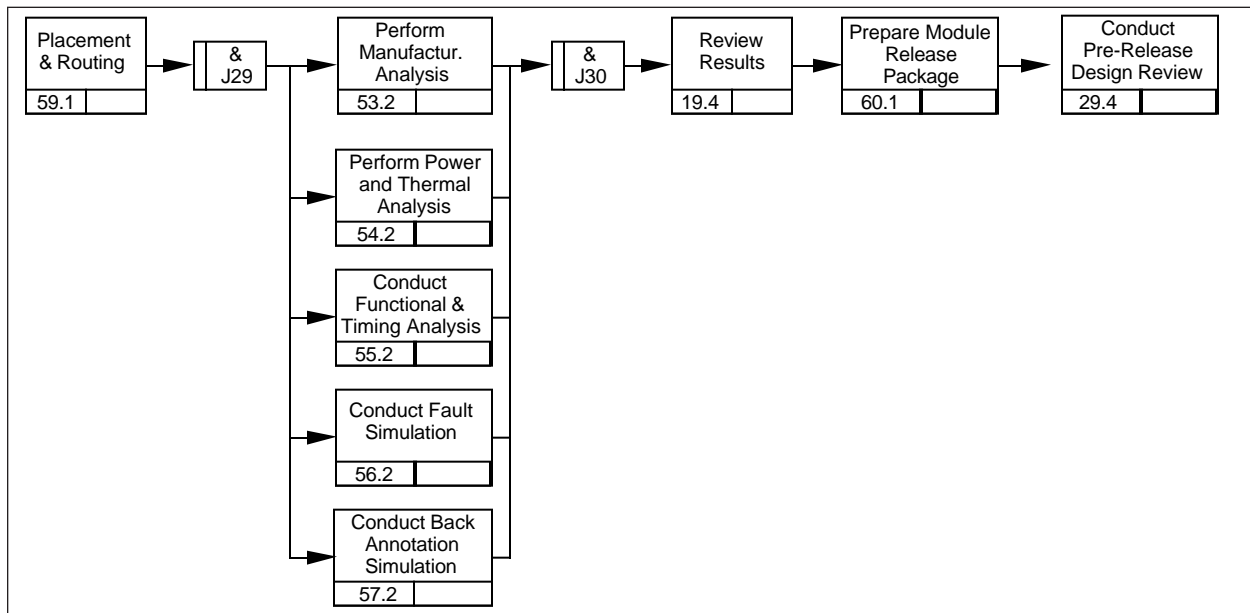 Placement
& Routing
59.1
&
J29
Perform
Manufactur.
Analysis
53.2
&
J30
Review
Results
19.4
Prepare Module
Release
Package
60.1
Conduct
Pre-Release
Design Review
29.4
Perform Power
and Thermal
Analysis
54.2
Conduct
Functional &
Timing Analysis
55.2
Conduct Fault
Simulation
56.2
Conduct Back
Annotation
Simulation
57.2